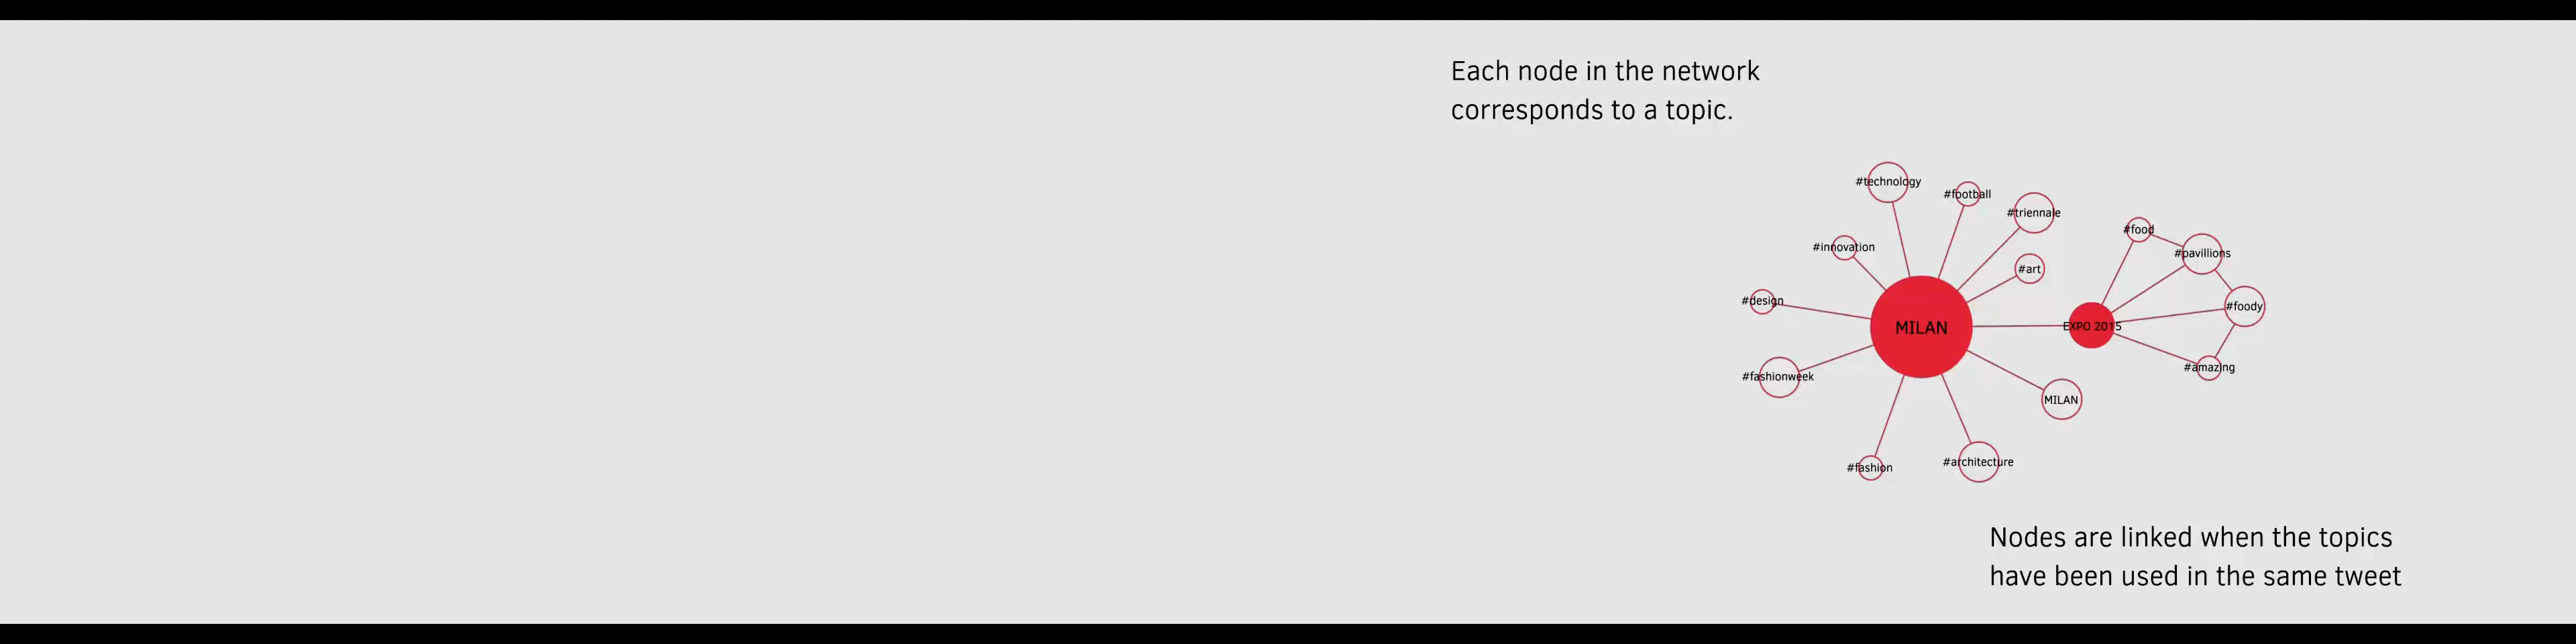 Each node in the network
corresponds to a topic.
#technology
#football
#triennale
#food
#innovation
#pavillions
#art
#design
#foody
MILAN
EXPO 2015
#amazing
#fashionweek
MILAN
#fashion
#architecture
Nodes are linked when the topics
have been used in the same tweet